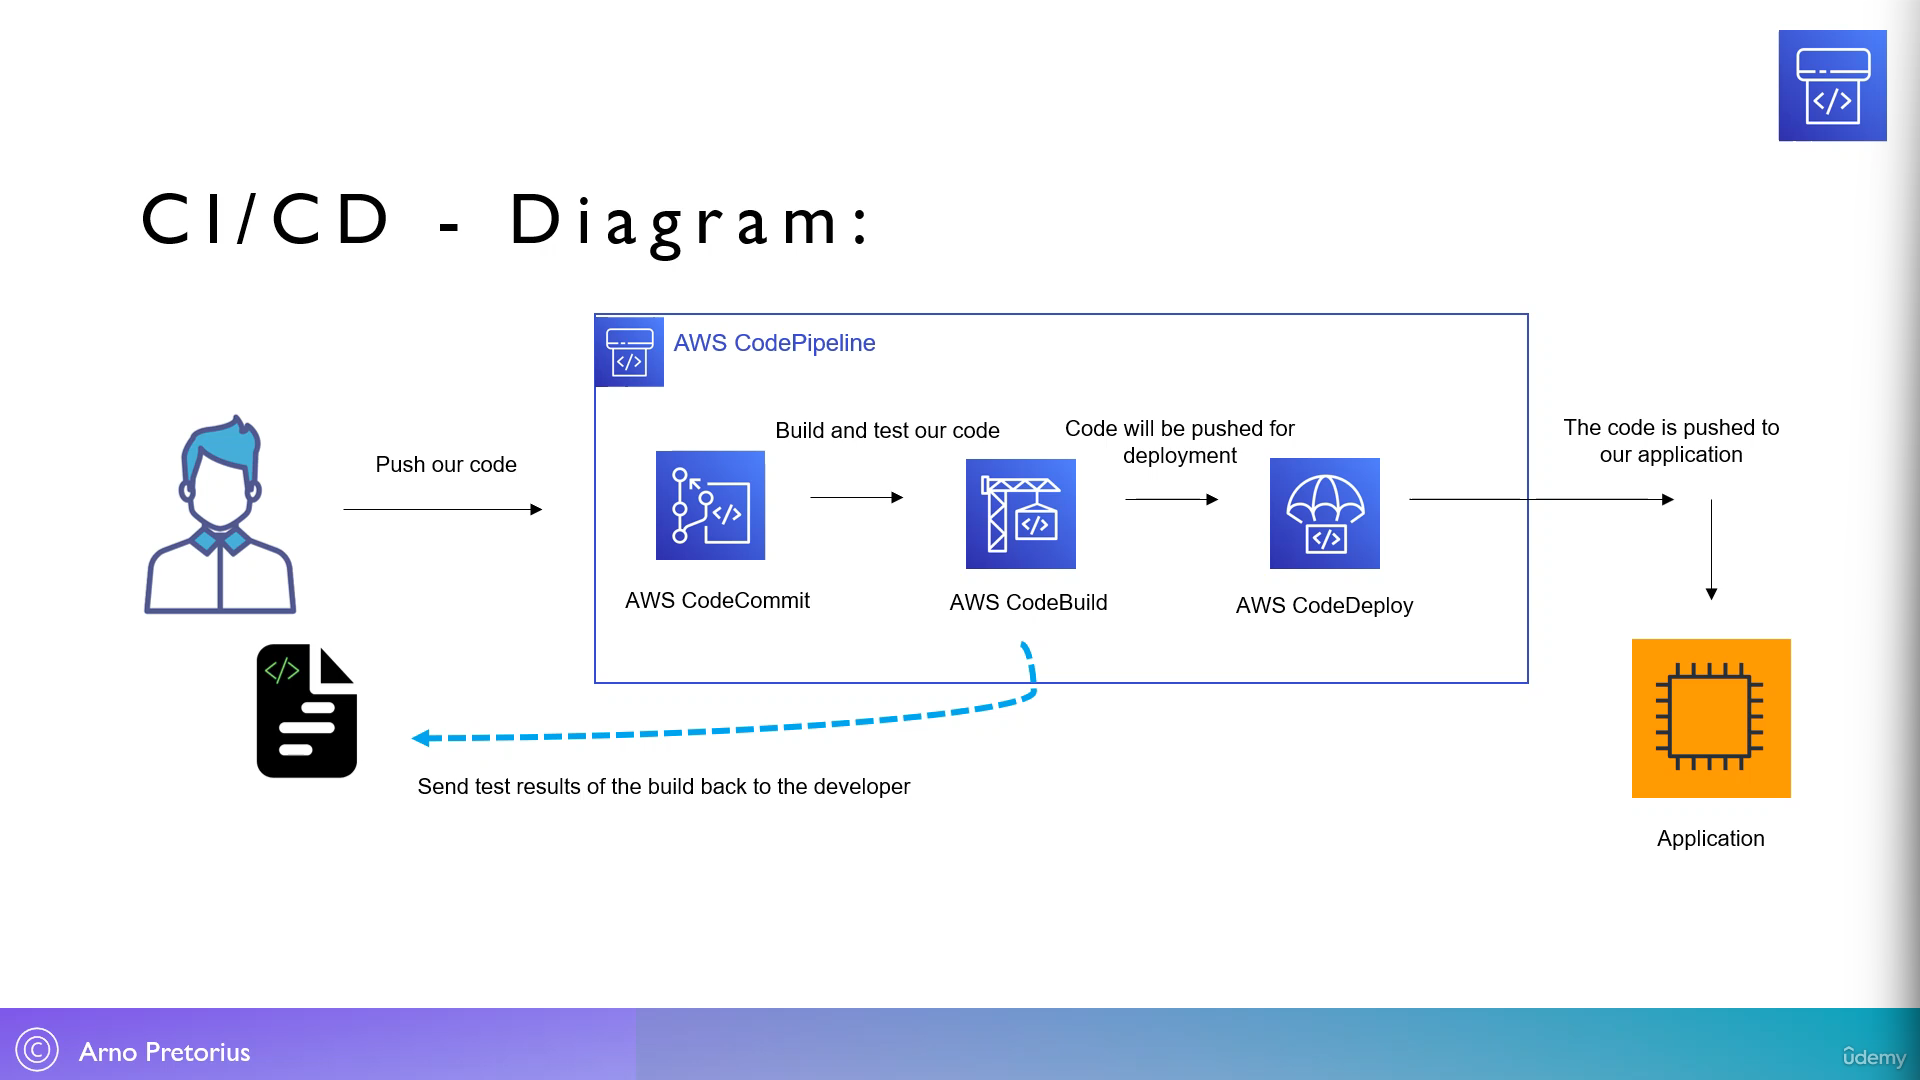 CI/CD - Diagram:
AWS CodePipeline
Push our code
Build and test our code
Code will be pushed for
deployment
The code is pushed to
our application
</>
</>
</>
</>
</>
AWS CodeCommit
AWS CodeBuild
AWS CodeDeploy
</>
</>
Send test results of the build back to the developer
Application
© Arno Pretorius
ûdemy